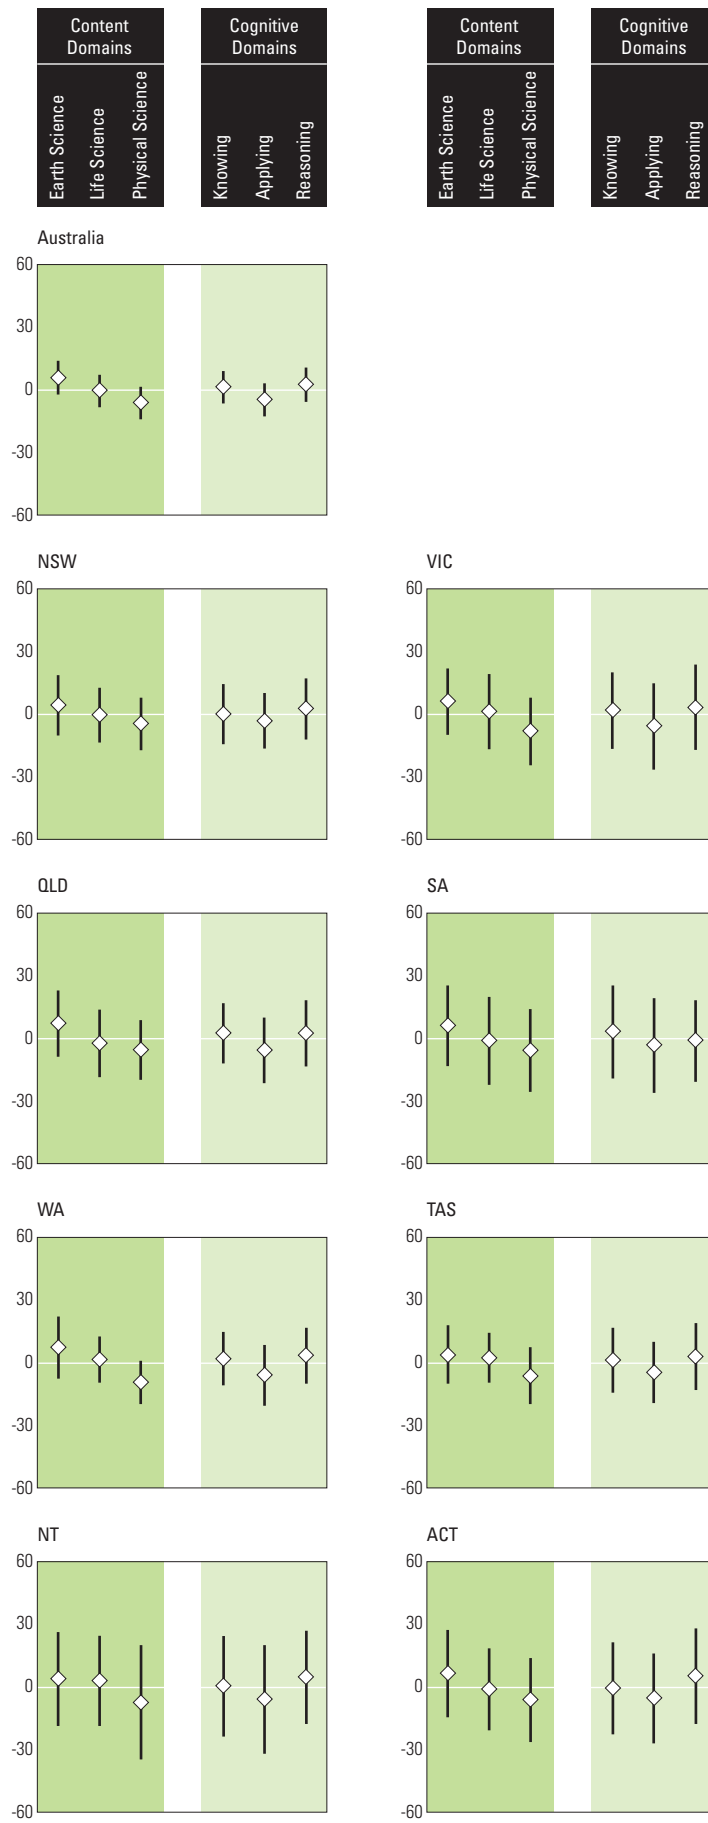 Content
Domains
Cognitive
Domains
Content
Domains
Cognitive
Domains
Earth Science
Life Science
Physical Science
Knowing
Applying
Reasoning
Earth Science
Life Science
Physical Science
Knowing
Applying
Reasoning
Australia
60
30
0
-30
-60
NSW
60
30
0
-30
-60
VIC
60
30
0
-30
-60
QLD
60
30
0
-30
-60
SA
60
30
0
-30
-60
WA
60
30
0
-30
-60
TAS
60
30
0
-30
-60
NT
60
30
0
-30
-60
ACT
60
30
0
-30
-60